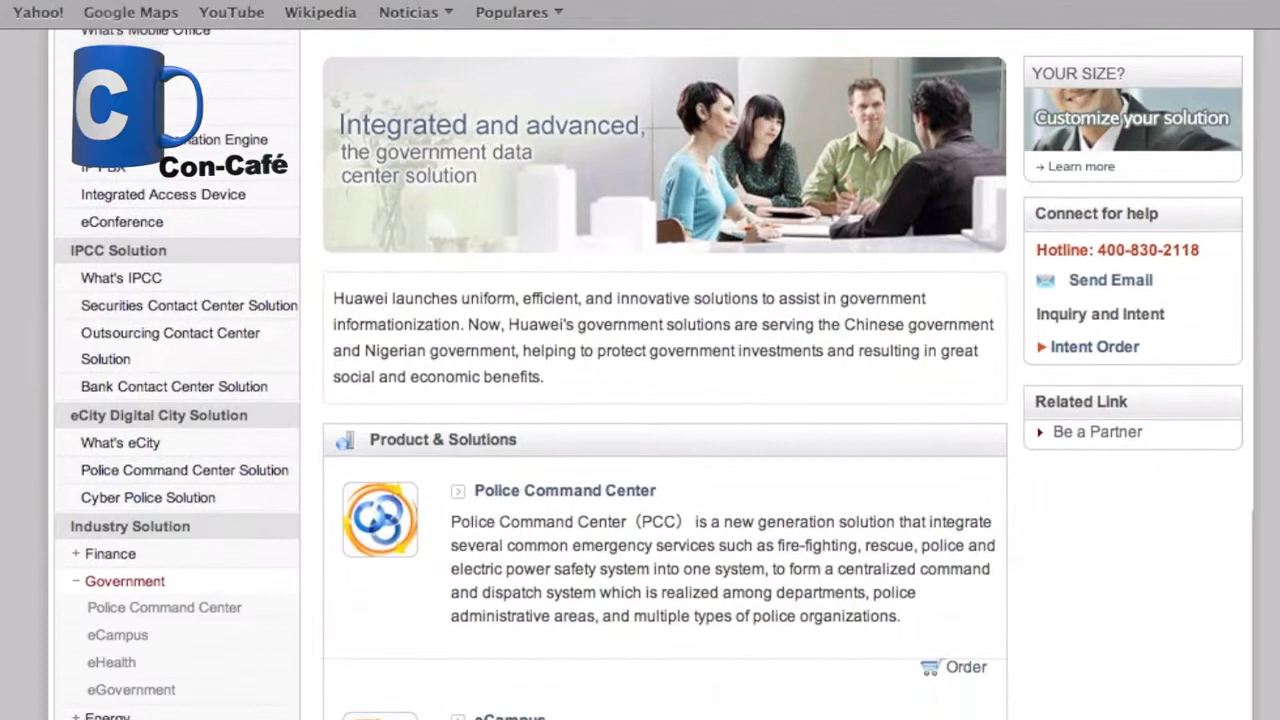 Yahoo! Google Maps YouTube Wikipedia Noticias Populares
What's Mobile Office
C
Con-Café
Integrated Access Device
eConference
IPCC Solution
What's IPCC
Securities Contact Center Solution
Outsourcing Contact Center
Solution
Bank Contact Center Solution
eCity Digital City Solution
What's eCity
Police Command Center Solution
Cyber Police Solution
Industry Solution
+ Finance
− Government
Police Command Center
eCampus
eHealth
eGovernment
+ Energy
Integrated and advanced,
the government data
center solution
Huawei launches uniform, efficient, and innovative solutions to assist in government
informationization. Now, Huawei's government solutions are serving the Chinese government
and Nigerian government, helping to protect government investments and resulting in great
social and economic benefits.
Product & Solutions
Police Command Center
Police Command Center（PCC） is a new generation solution that integrate
several common emergency services such as fire-fighting, rescue, police and
electric power safety system into one system, to form a centralized command
and dispatch system which is realized among departments, police
administrative areas, and multiple types of police organizations.
Order
eCampus
YOUR SIZE?
Customize your solution
→ Learn more
Connect for help
Hotline: 400-830-2118
Send Email
Inquiry and Intent
Intent Order
Related Link
Be a Partner